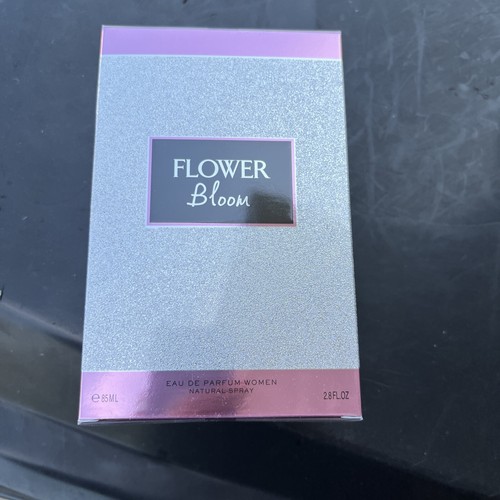 FLOWER
Bloom
EAU DE PARFUM·WOMEN
NATURAL SPRAY
℮85ML
2.8FL.OZ